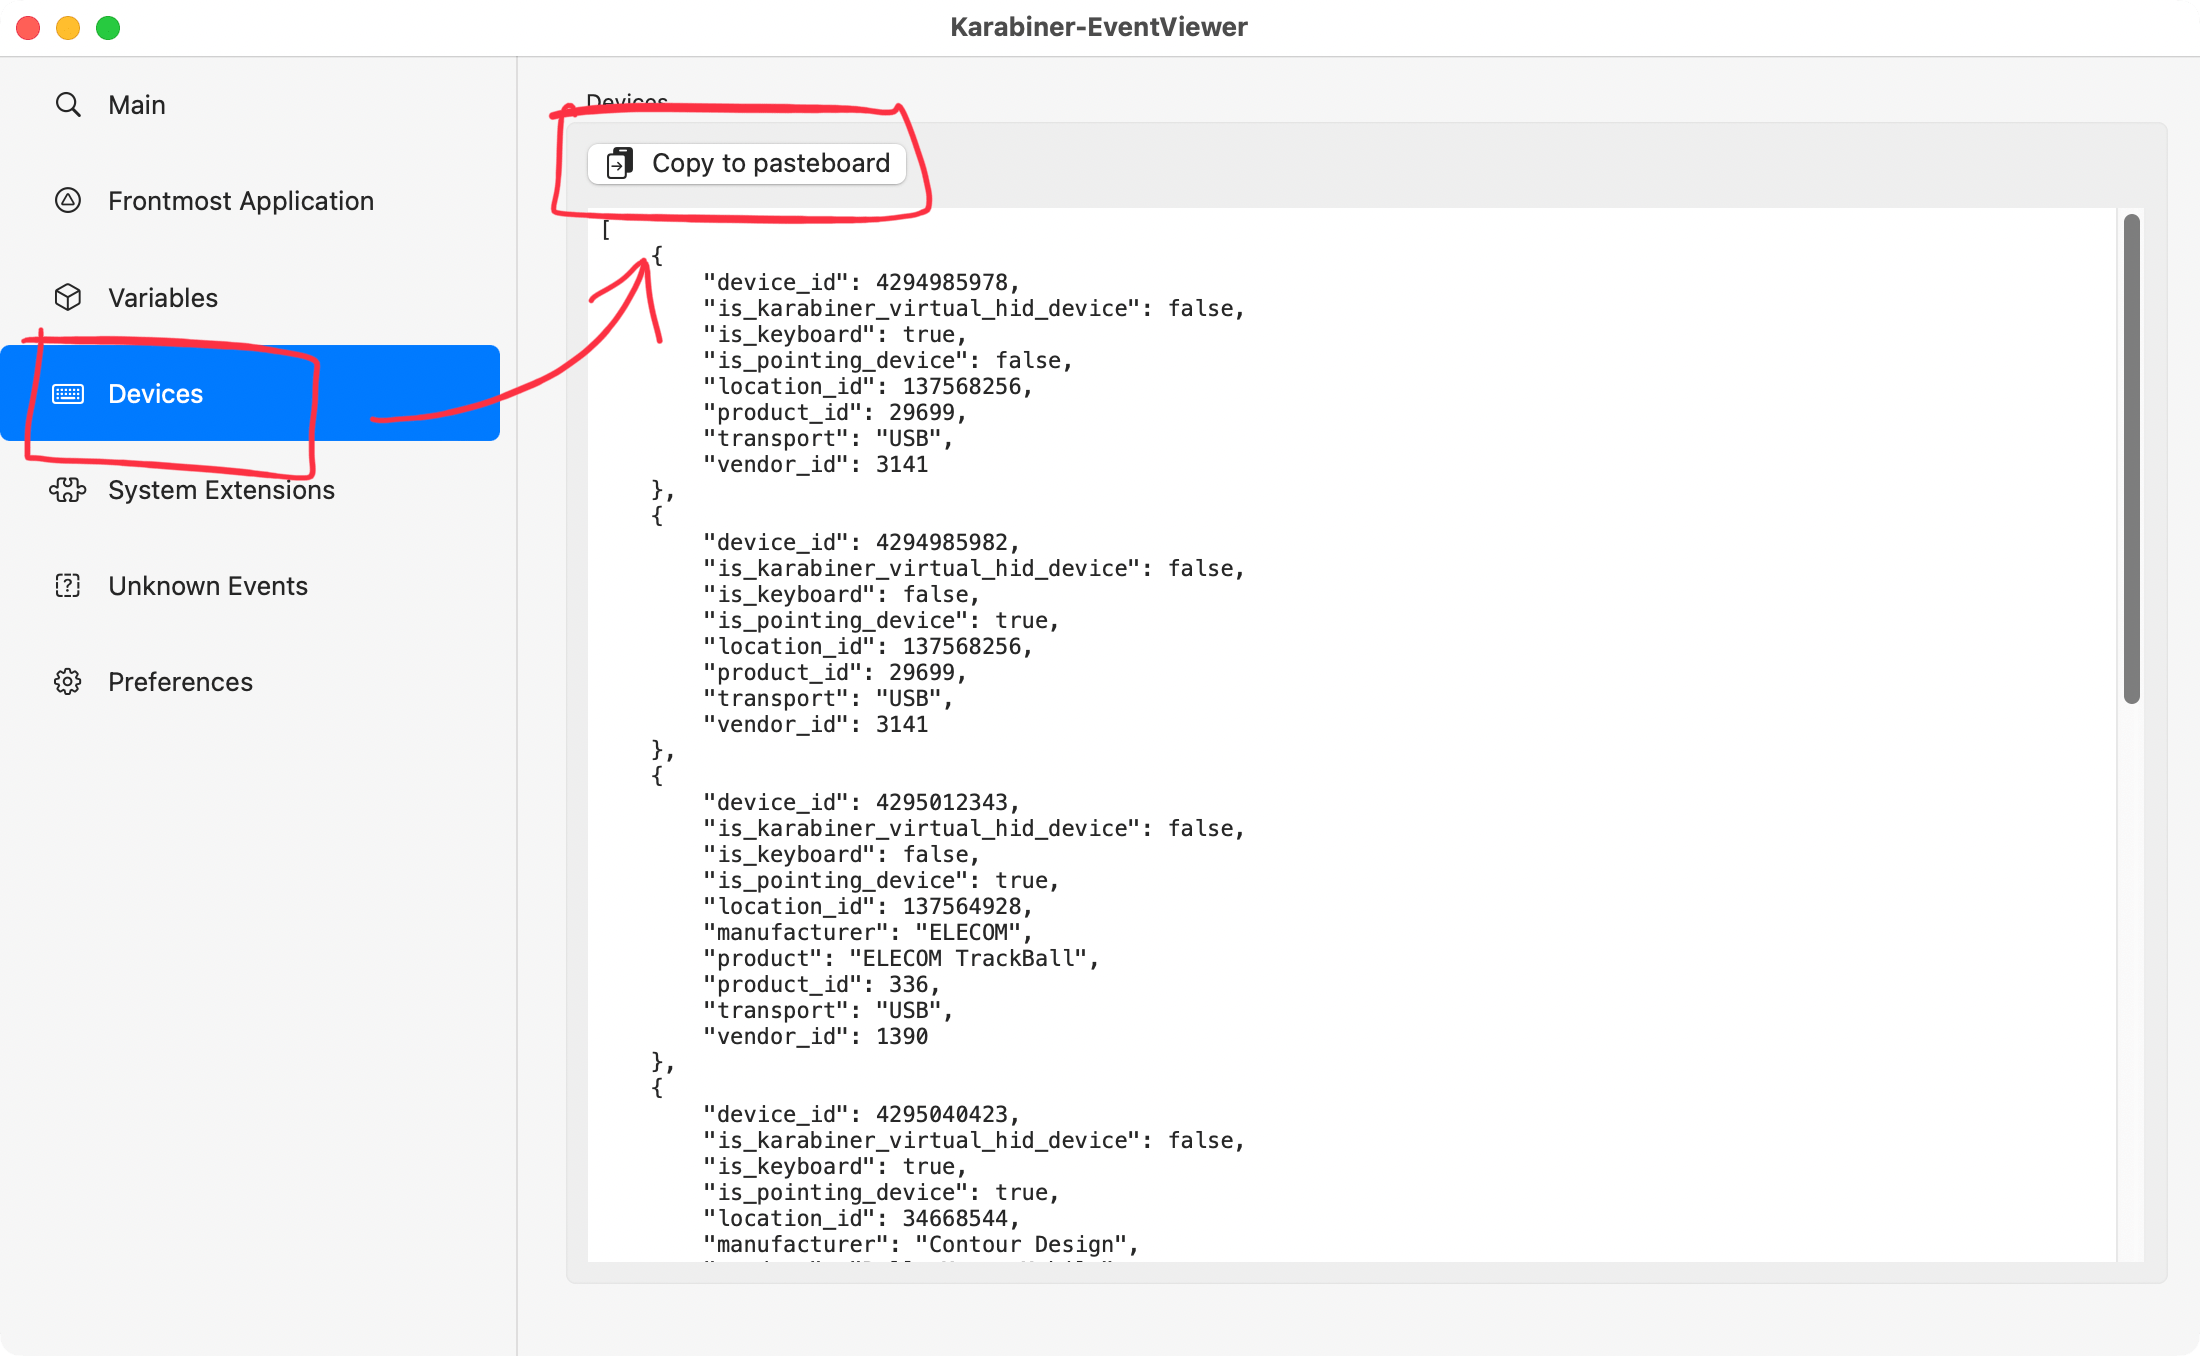 Karabiner-EventViewer
Main
Frontmost Application
Variables
Devices
System Extensions
Unknown Events
Preferences
Devices
Copy to pasteboard
[
    {
        "device_id": 4294985978,
        "is_karabiner_virtual_hid_device": false,
        "is_keyboard": true,
        "is_pointing_device": false,
        "location_id": 137568256,
        "product_id": 29699,
        "transport": "USB",
        "vendor_id": 3141
    },
    {
        "device_id": 4294985982,
        "is_karabiner_virtual_hid_device": false,
        "is_keyboard": false,
        "is_pointing_device": true,
        "location_id": 137568256,
        "product_id": 29699,
        "transport": "USB",
        "vendor_id": 3141
    },
    {
        "device_id": 4295012343,
        "is_karabiner_virtual_hid_device": false,
        "is_keyboard": false,
        "is_pointing_device": true,
        "location_id": 137564928,
        "manufacturer": "ELECOM",
        "product": "ELECOM TrackBall",
        "product_id": 336,
        "transport": "USB",
        "vendor_id": 1390
    },
    {
        "device_id": 4295040423,
        "is_karabiner_virtual_hid_device": false,
        "is_keyboard": true,
        "is_pointing_device": true,
        "location_id": 34668544,
        "manufacturer": "Contour Design",